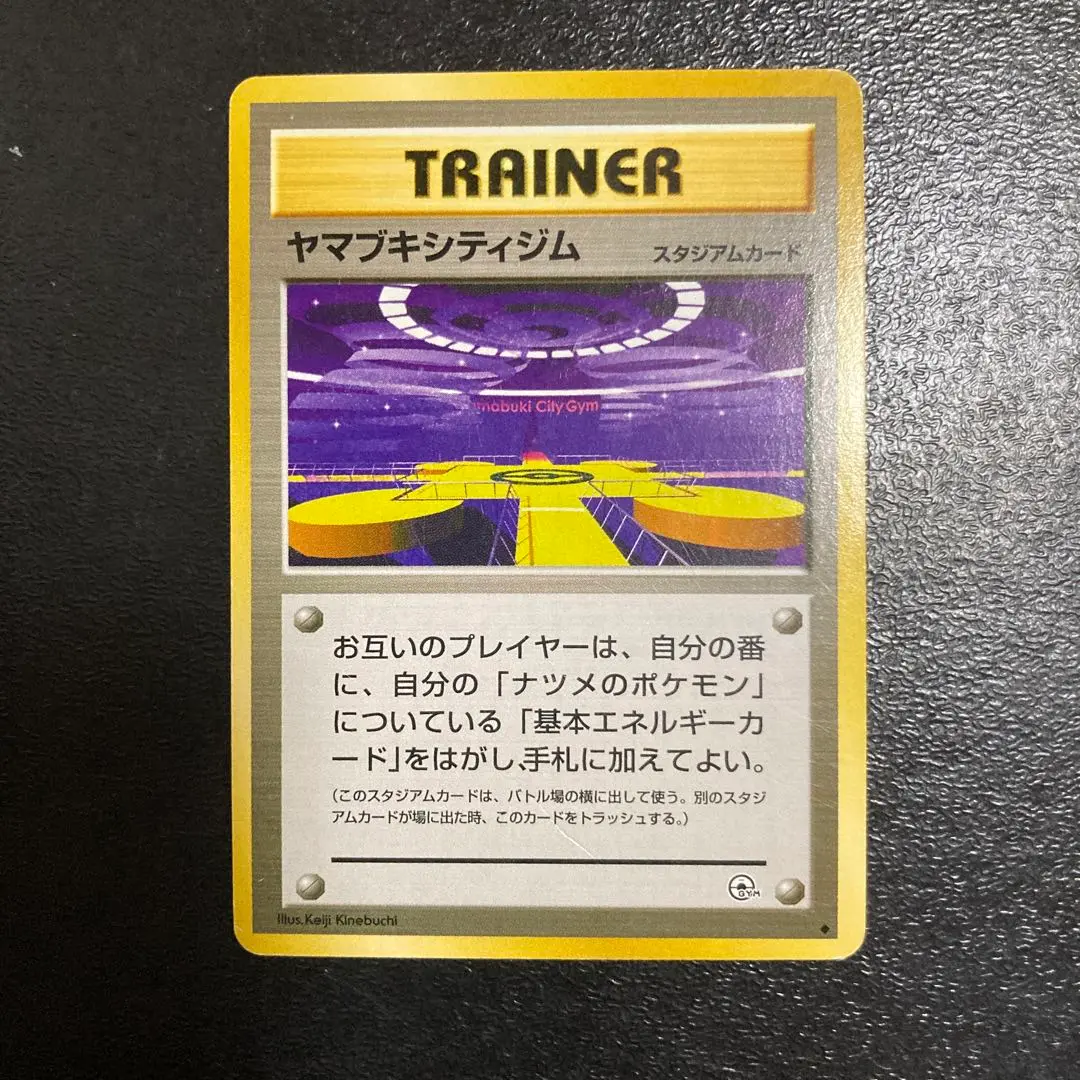 TRAINER
ヤマブキシティジム
スタジアムカード
mabuki City Gym
お互いのプレイヤーは、自分の番
に、自分の「ナツメのポケモン」
についている「基本エネルギーカ
ード」をはがし、手札に加えてよい。
(このスタジアムカードは、バトル場の横に出して使う。別のスタジ
アムカードが場に出た時、このカードをトラッシュする。)
GYM
Illus. Keiji Kinebuchi